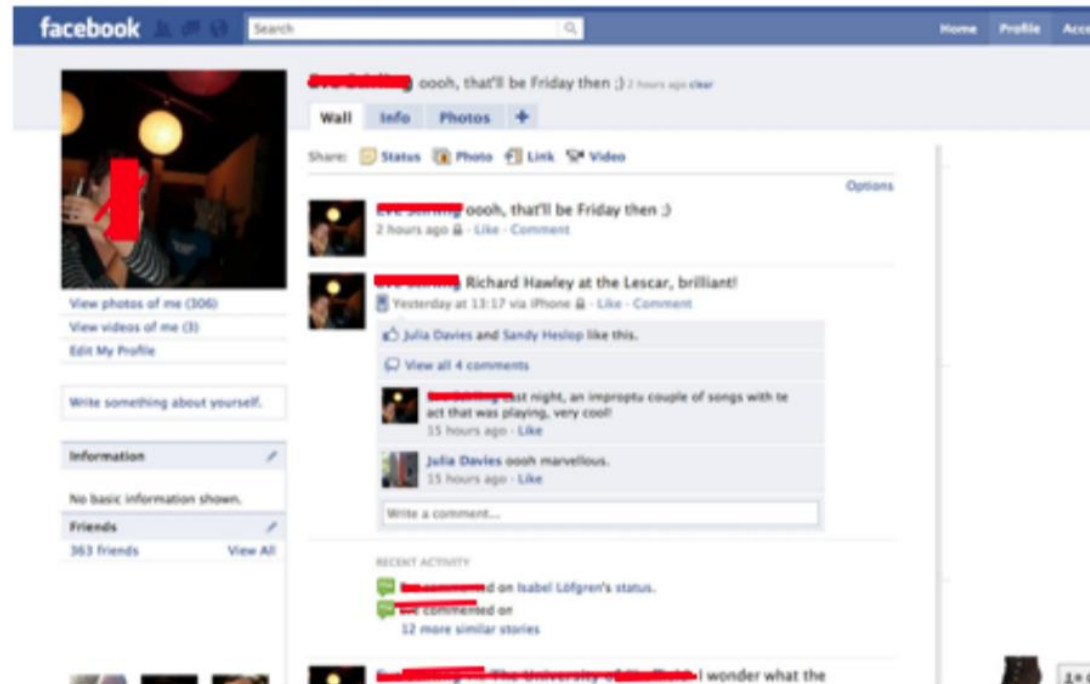 facebook
Search
Home Profile
oooh, that'll be Friday then ;) 2 hours ago clear
Wall Info Photos +
Share: Status Photo Link Video
Options
oooh, that'll be Friday then ;)
2 hours ago · Like · Comment
Richard Hawley at the Lescar, brilliant!
Yesterday at 13:17 via iPhone · Like · Comment
Julia Davies and Sandy Heslop like this.
View all 4 comments
night, an improptu couple of songs with te
act that was playing, very cool!
15 hours ago · Like
Julia Davies oooh marvellous.
15 hours ago · Like
Write a comment...
RECENT ACTIVITY
on Isabel Löfgren's status.
commented on
12 more similar stories
I wonder what the
View photos of me (306)
View videos of me (3)
Edit My Profile
Write something about yourself.
Information
No basic information shown.
Friends
363 friends View All